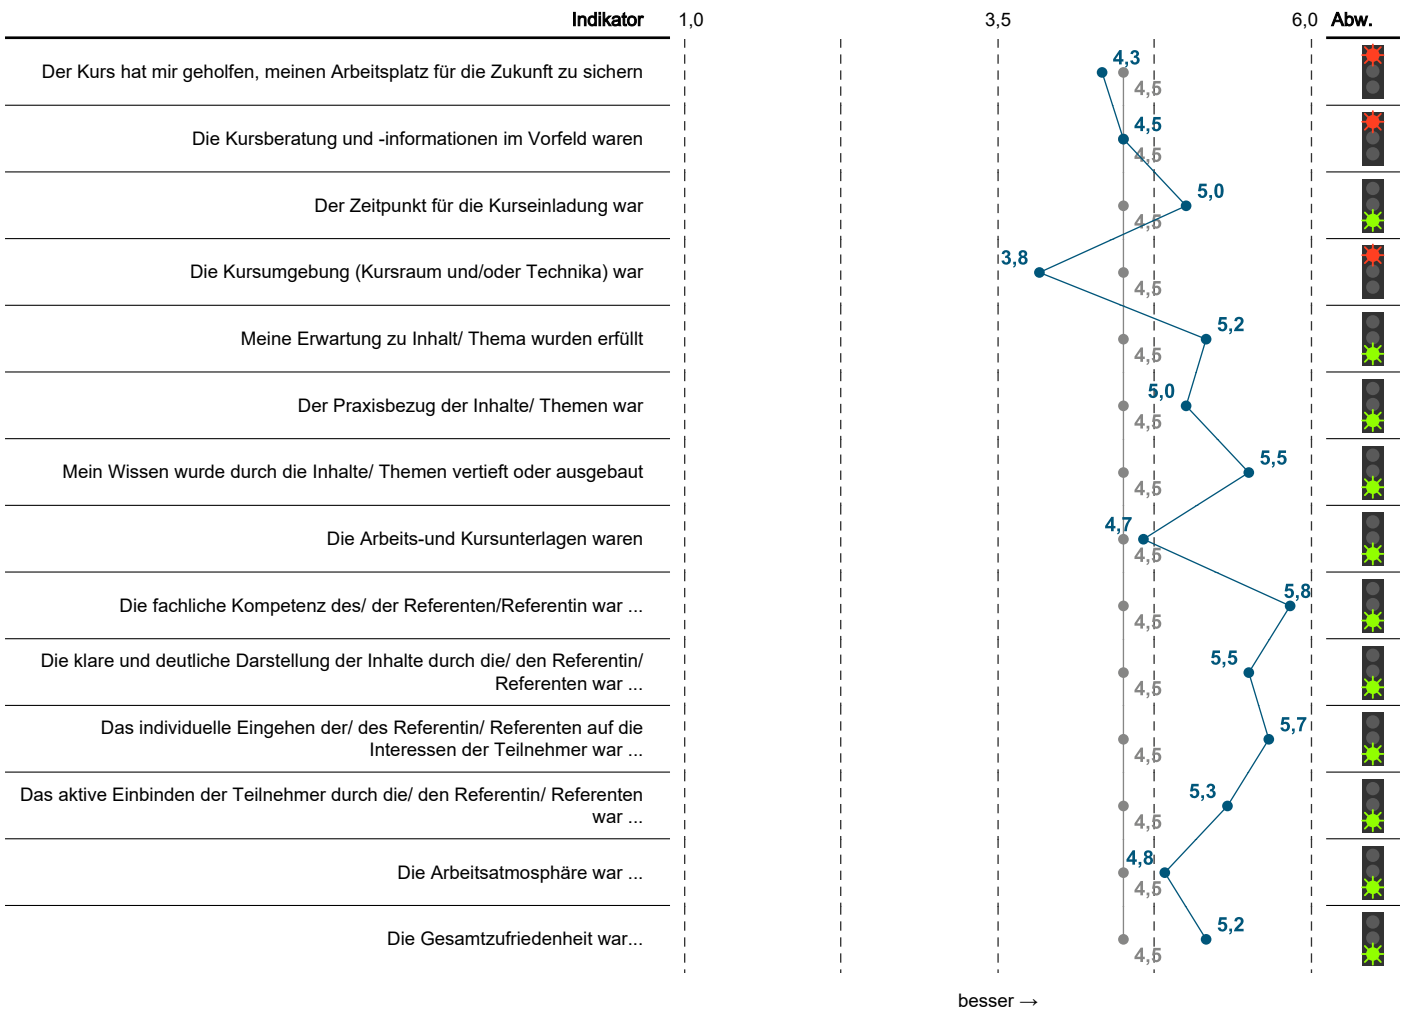 Indikator 1,0 3,5 6,0 Abw.
Der Kurs hat mir geholfen, meinen Arbeitsplatz für die Zukunft zu sichern 4,3
4,5
Die Kursberatung und -informationen im Vorfeld waren 4,5
4,5
Der Zeitpunkt für die Kurseinladung war 5,0
4,5
Die Kursumgebung (Kursraum und/oder Technika) war 3,8
4,5
Meine Erwartung zu Inhalt/ Thema wurden erfüllt 5,2
4,5
Der Praxisbezug der Inhalte/ Themen war 5,0
4,5
Mein Wissen wurde durch die Inhalte/ Themen vertieft oder ausgebaut 5,5
4,5
Die Arbeits-und Kursunterlagen waren 4,7
4,5
Die fachliche Kompetenz des/ der Referenten/Referentin war ... 5,8
4,5
Die klare und deutliche Darstellung der Inhalte durch die/ den Referentin/ 5,5
Referenten war ... 4,5
Das individuelle Eingehen der/ des Referentin/ Referenten auf die 5,7
Interessen der Teilnehmer war ... 4,5
Das aktive Einbinden der Teilnehmer durch die/ den Referentin/ Referenten 5,3
war ... 4,5
Die Arbeitsatmosphäre war ... 4,8
4,5
Die Gesamtzufriedenheit war... 5,2
4,5
besser →